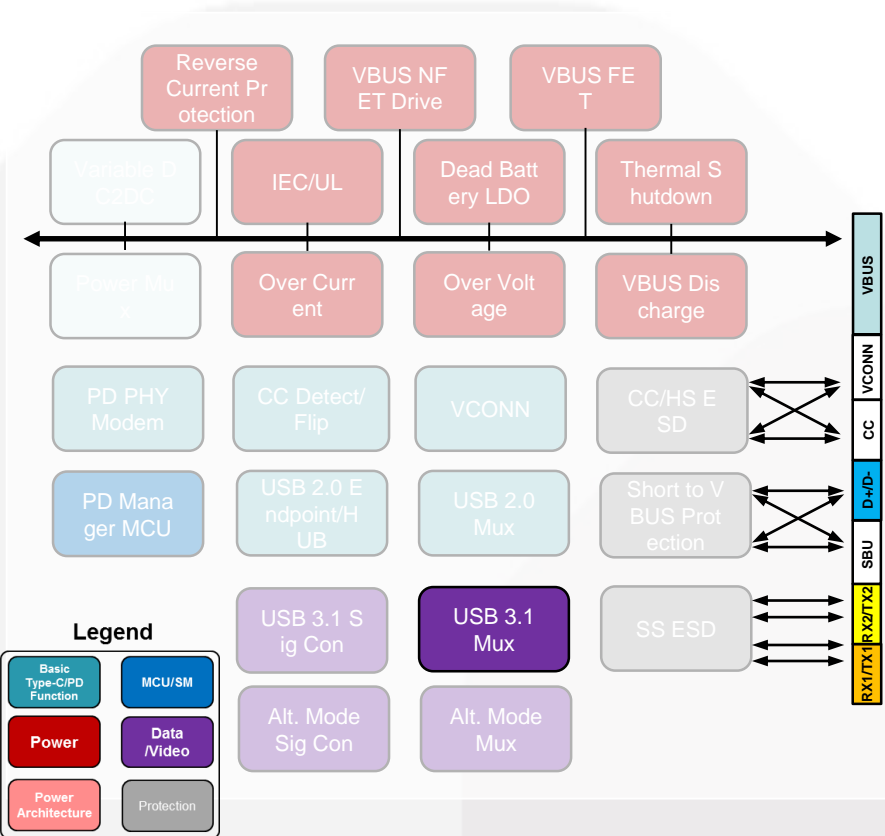 Reverse
Current Pr
otection
VBUS NF
ET Drive
VBUS FE
T
Variable D
C2DC
IEC/UL
Dead Batt
ery LDO
Thermal S
hutdown
Power Mu
x
Over Curr
ent
Over Volt
age
VBUS Dis
charge
PD PHY
Modem
CC Detect/
Flip
VCONN
CC/HS E
SD
PD Mana
ger MCU
USB 2.0 E
ndpoint/H
UB
USB 2.0
Mux
Short to V
BUS Prot
ection
USB 3.1 S
ig Con
USB 3.1
Mux
SS ESD
Alt. Mode
Sig Con
Alt. Mode
Mux
VBUS
VCONN
CC
D+/D-
SBU
RX2/TX2
RX1/TX1
Legend
Basic
Type-C/PD
Function
MCU/SM
Power
Data
/Video
Power
Architecture
Protection